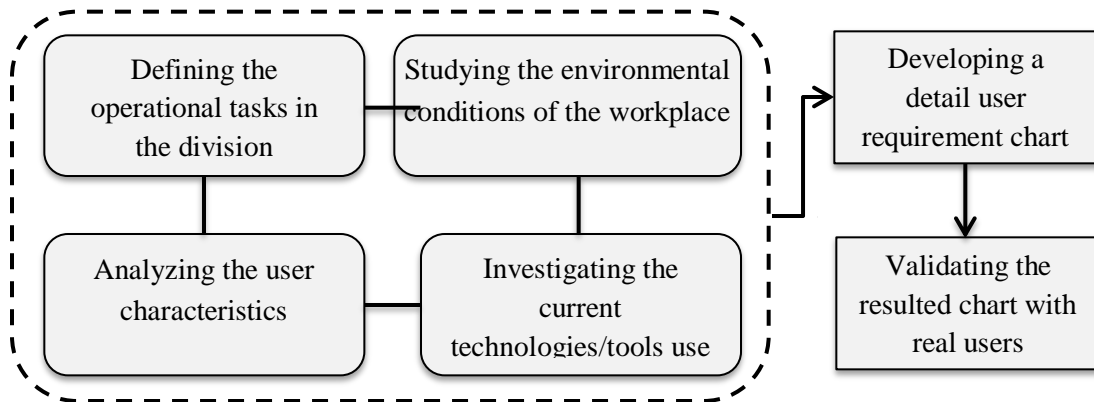 Defining the
operational tasks in
the division
Studying the environmental
conditions of the workplace
Analyzing the user
characteristics
Investigating the
current
technologies/tools use
Developing a
detail user
requirement chart
Validating the
resulted chart with
real users